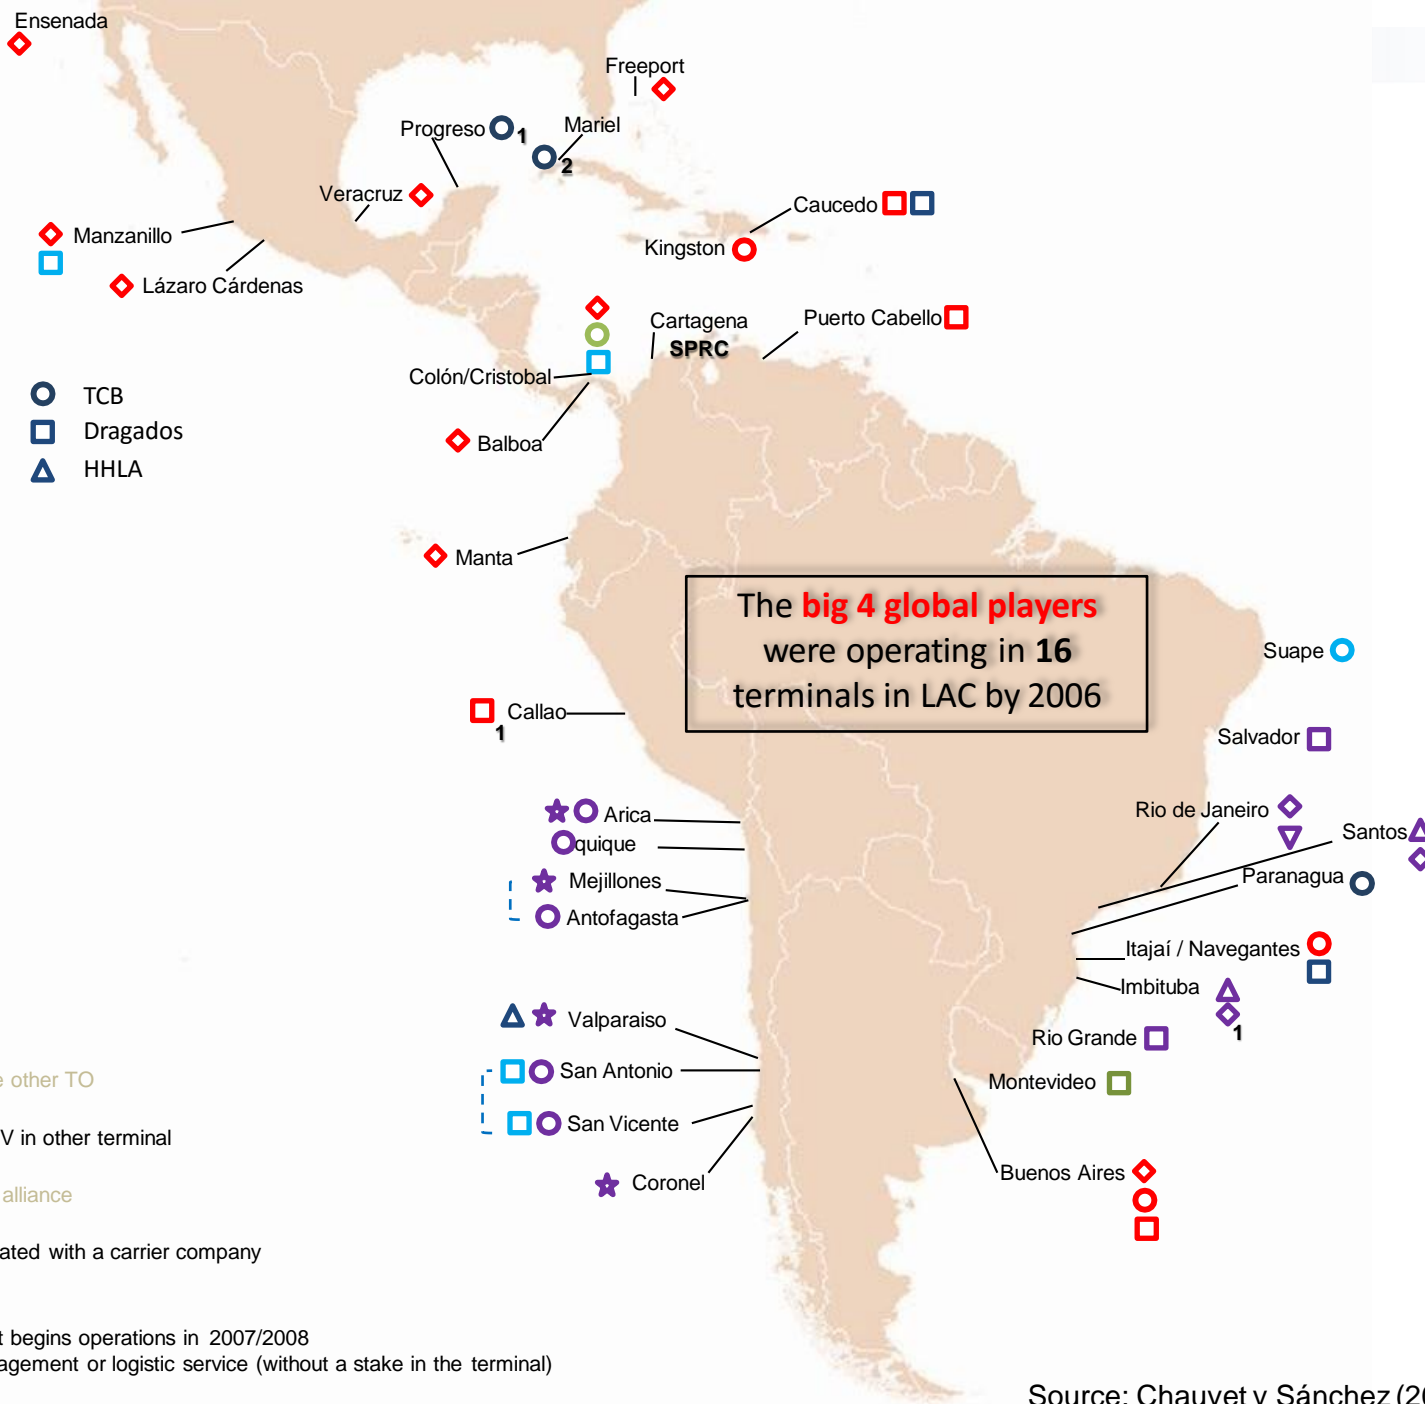 Ensenada
Freeport
Progreso 1
Mariel
2
Veracruz
Caucedo
Manzanillo
Kingston
Lázaro Cárdenas
Cartagena
SPRC
Puerto Cabello
Colón/Cristobal
TCB
Dragados
Balboa
HHLA
Manta
The big 4 global players
were operating in 16
terminals in LAC by 2006
Suape
Callao
1
Salvador
Rio de Janeiro
Arica
Santos
quique
Mejillones
Paranagua
Antofagasta
Itajaí / Navegantes
Imbituba
1
Valparaiso
Rio Grande
San Antonio
Montevideo
other TO
San Vicente
V in other terminal
Buenos Aires
Coronel
alliance
with a carrier company
begins operations in 2007/2008
or logistic service (without a stake in the terminal)
Source: Chauvet y Sánchez